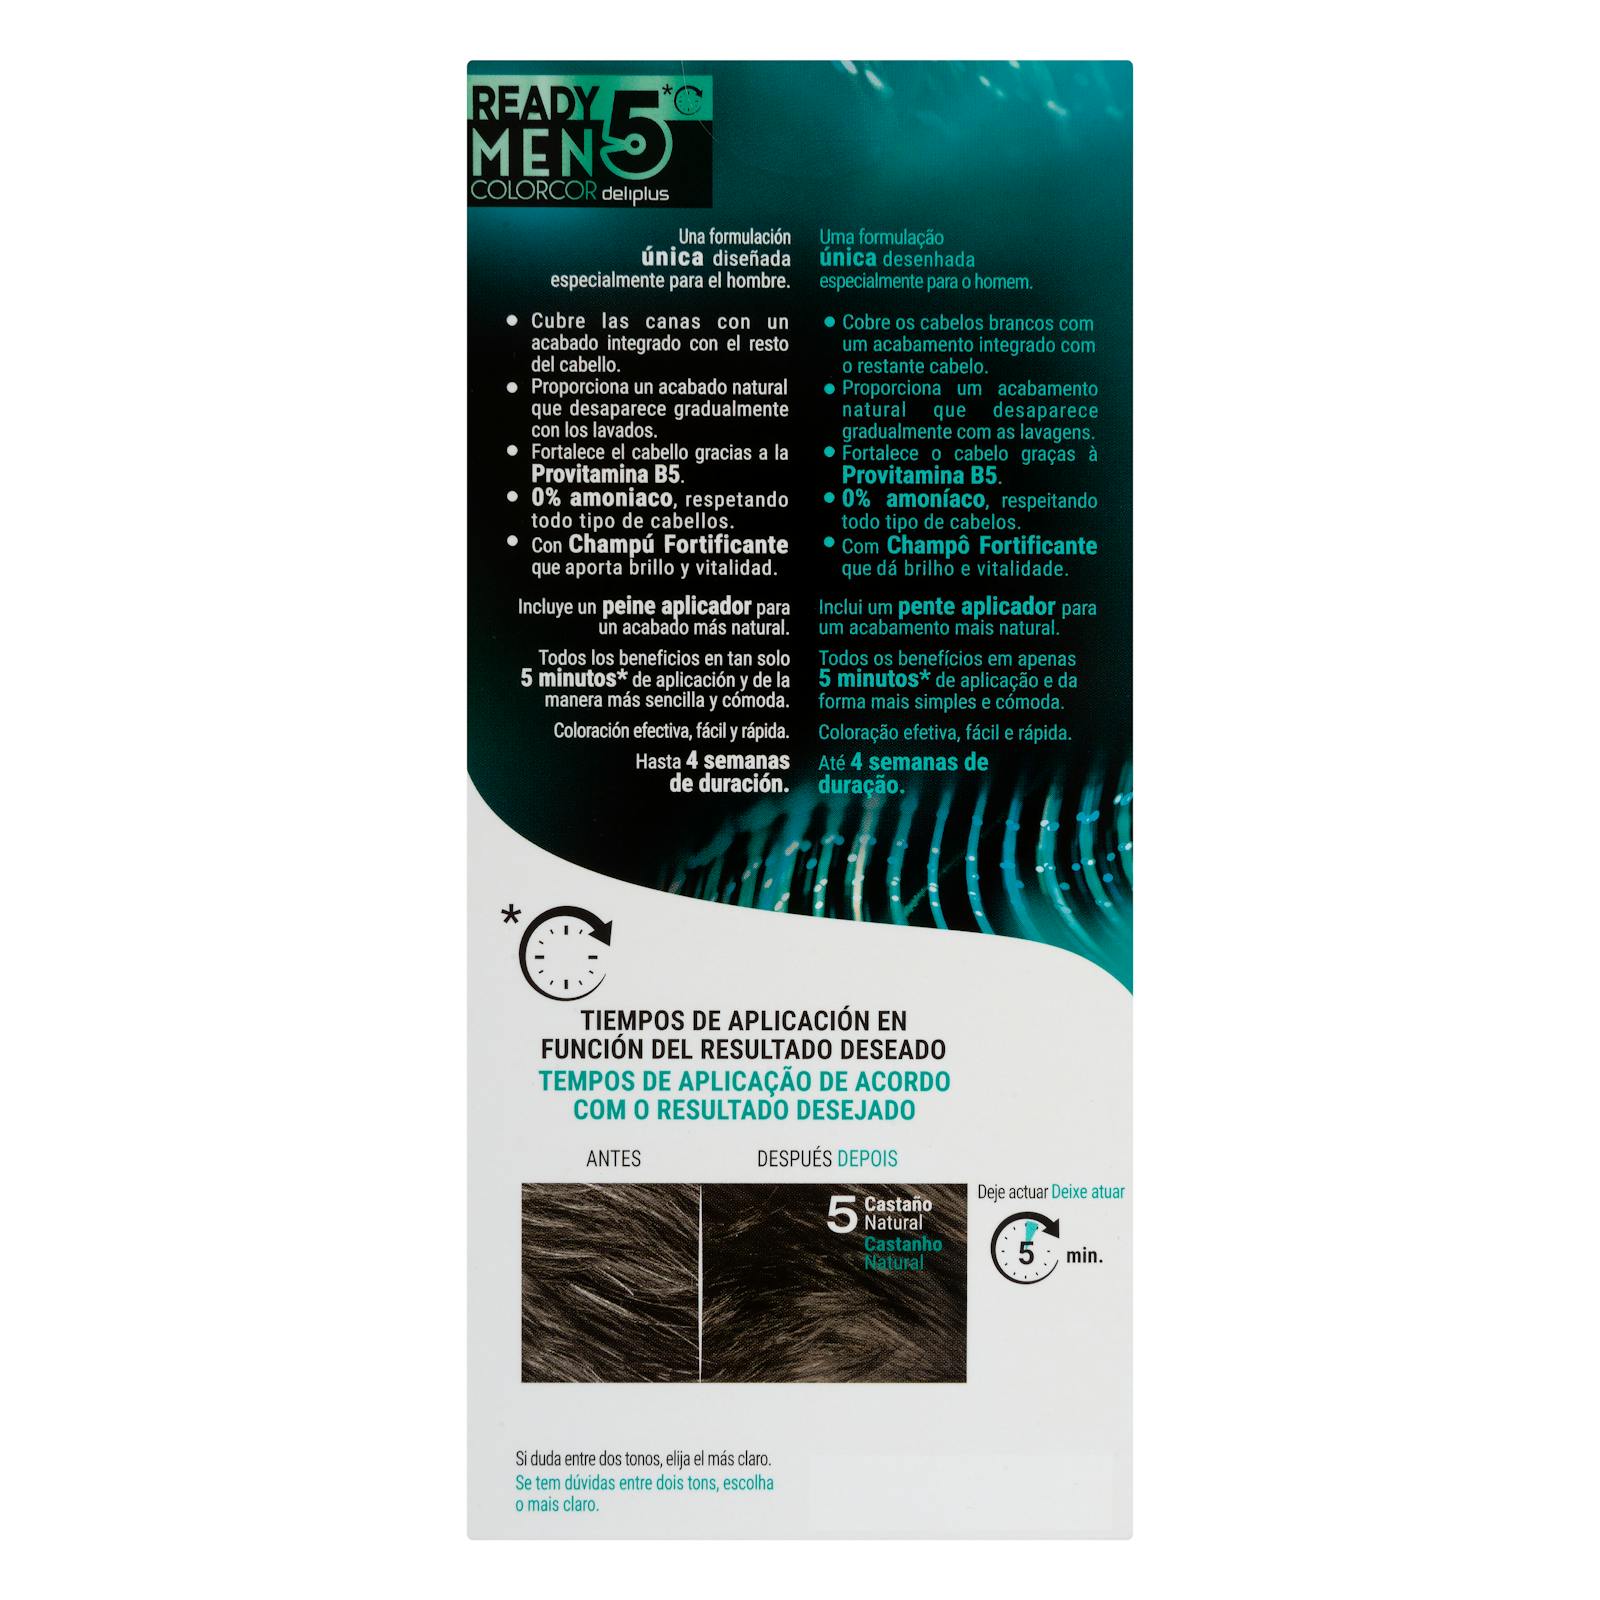 READY
MEN 5*
COLORCOR deliplus
Una formulación
única diseñada
especialmente para el hombre.
• Cubre las canas con un
acabado integrado con el resto
del cabello.
• Proporciona un acabado natural
que desaparece gradualmente
con los lavados.
• Fortalece el cabello gracias a la
Provitamina B5.
• 0% amoniaco, respetando
todo tipo de cabellos.
• Con Champú Fortificante
que aporta brillo y vitalidad.
Incluye un peine aplicador para
un acabado más natural.
Todos los beneficios en tan solo
5 minutos* de aplicación y de la
manera más sencilla y cómoda.
Coloración efectiva, fácil y rápida.
Hasta 4 semanas
de duración.
Uma formulação
única desenhada
especialmente para o homem.
• Cobre os cabelos brancos com
um acabamento integrado com
o restante cabelo.
• Proporciona um acabamento
natural que desaparece
gradualmente com as lavagens.
• Fortalece o cabelo graças à
Provitamina B5.
• 0% amoníaco, respeitando
todo tipo de cabelos.
• Com Champô Fortificante
que dá brilho e vitalidade.
Inclui um pente aplicador para
um acabamento mais natural.
Todos os benefícios em apenas
5 minutos* de aplicação e da
forma mais simples e cómoda.
Coloração efetiva, fácil e rápida.
Até 4 semanas de
duração.
*
TIEMPOS DE APLICACIÓN EN
FUNCIÓN DEL RESULTADO DESEADO
TEMPOS DE APLICAÇÃO DE ACORDO
COM O RESULTADO DESEJADO
ANTES
DESPUÉS DEPOIS
5 Castaño
Natural
Castanho
Natural
Deje actuar Deixe atuar
5 min.
Si duda entre dos tonos, elija el más claro.
Se tem dúvidas entre dois tons, escolha
o mais claro.